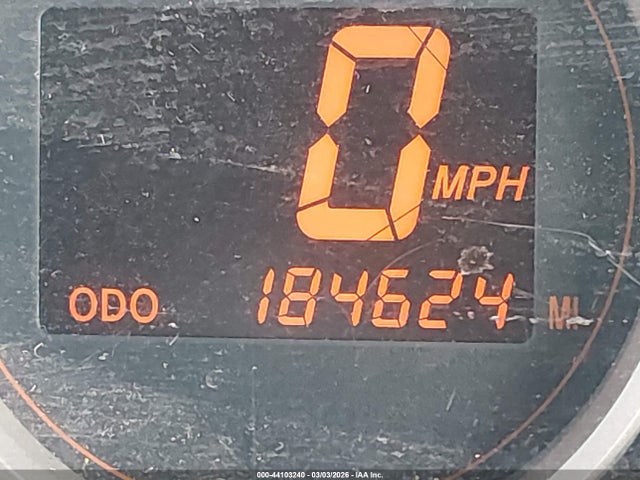 0 MPH
ODO 184624 MI
000-44103240 - 03/03/2026 - IAA Inc.